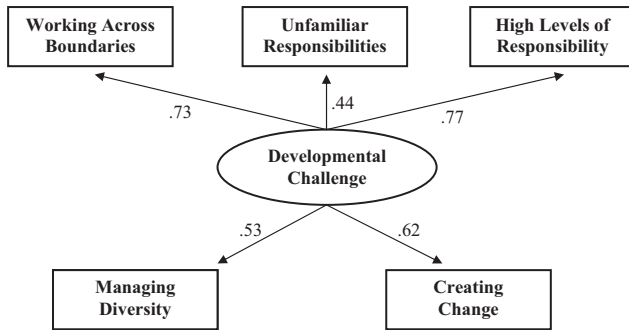 Working Across
Boundaries
Unfamiliar
Responsibilities
High Levels of
Responsibility
.73
.44
.77
Developmental
Challenge
.53
.62
Managing
Diversity
Creating
Change